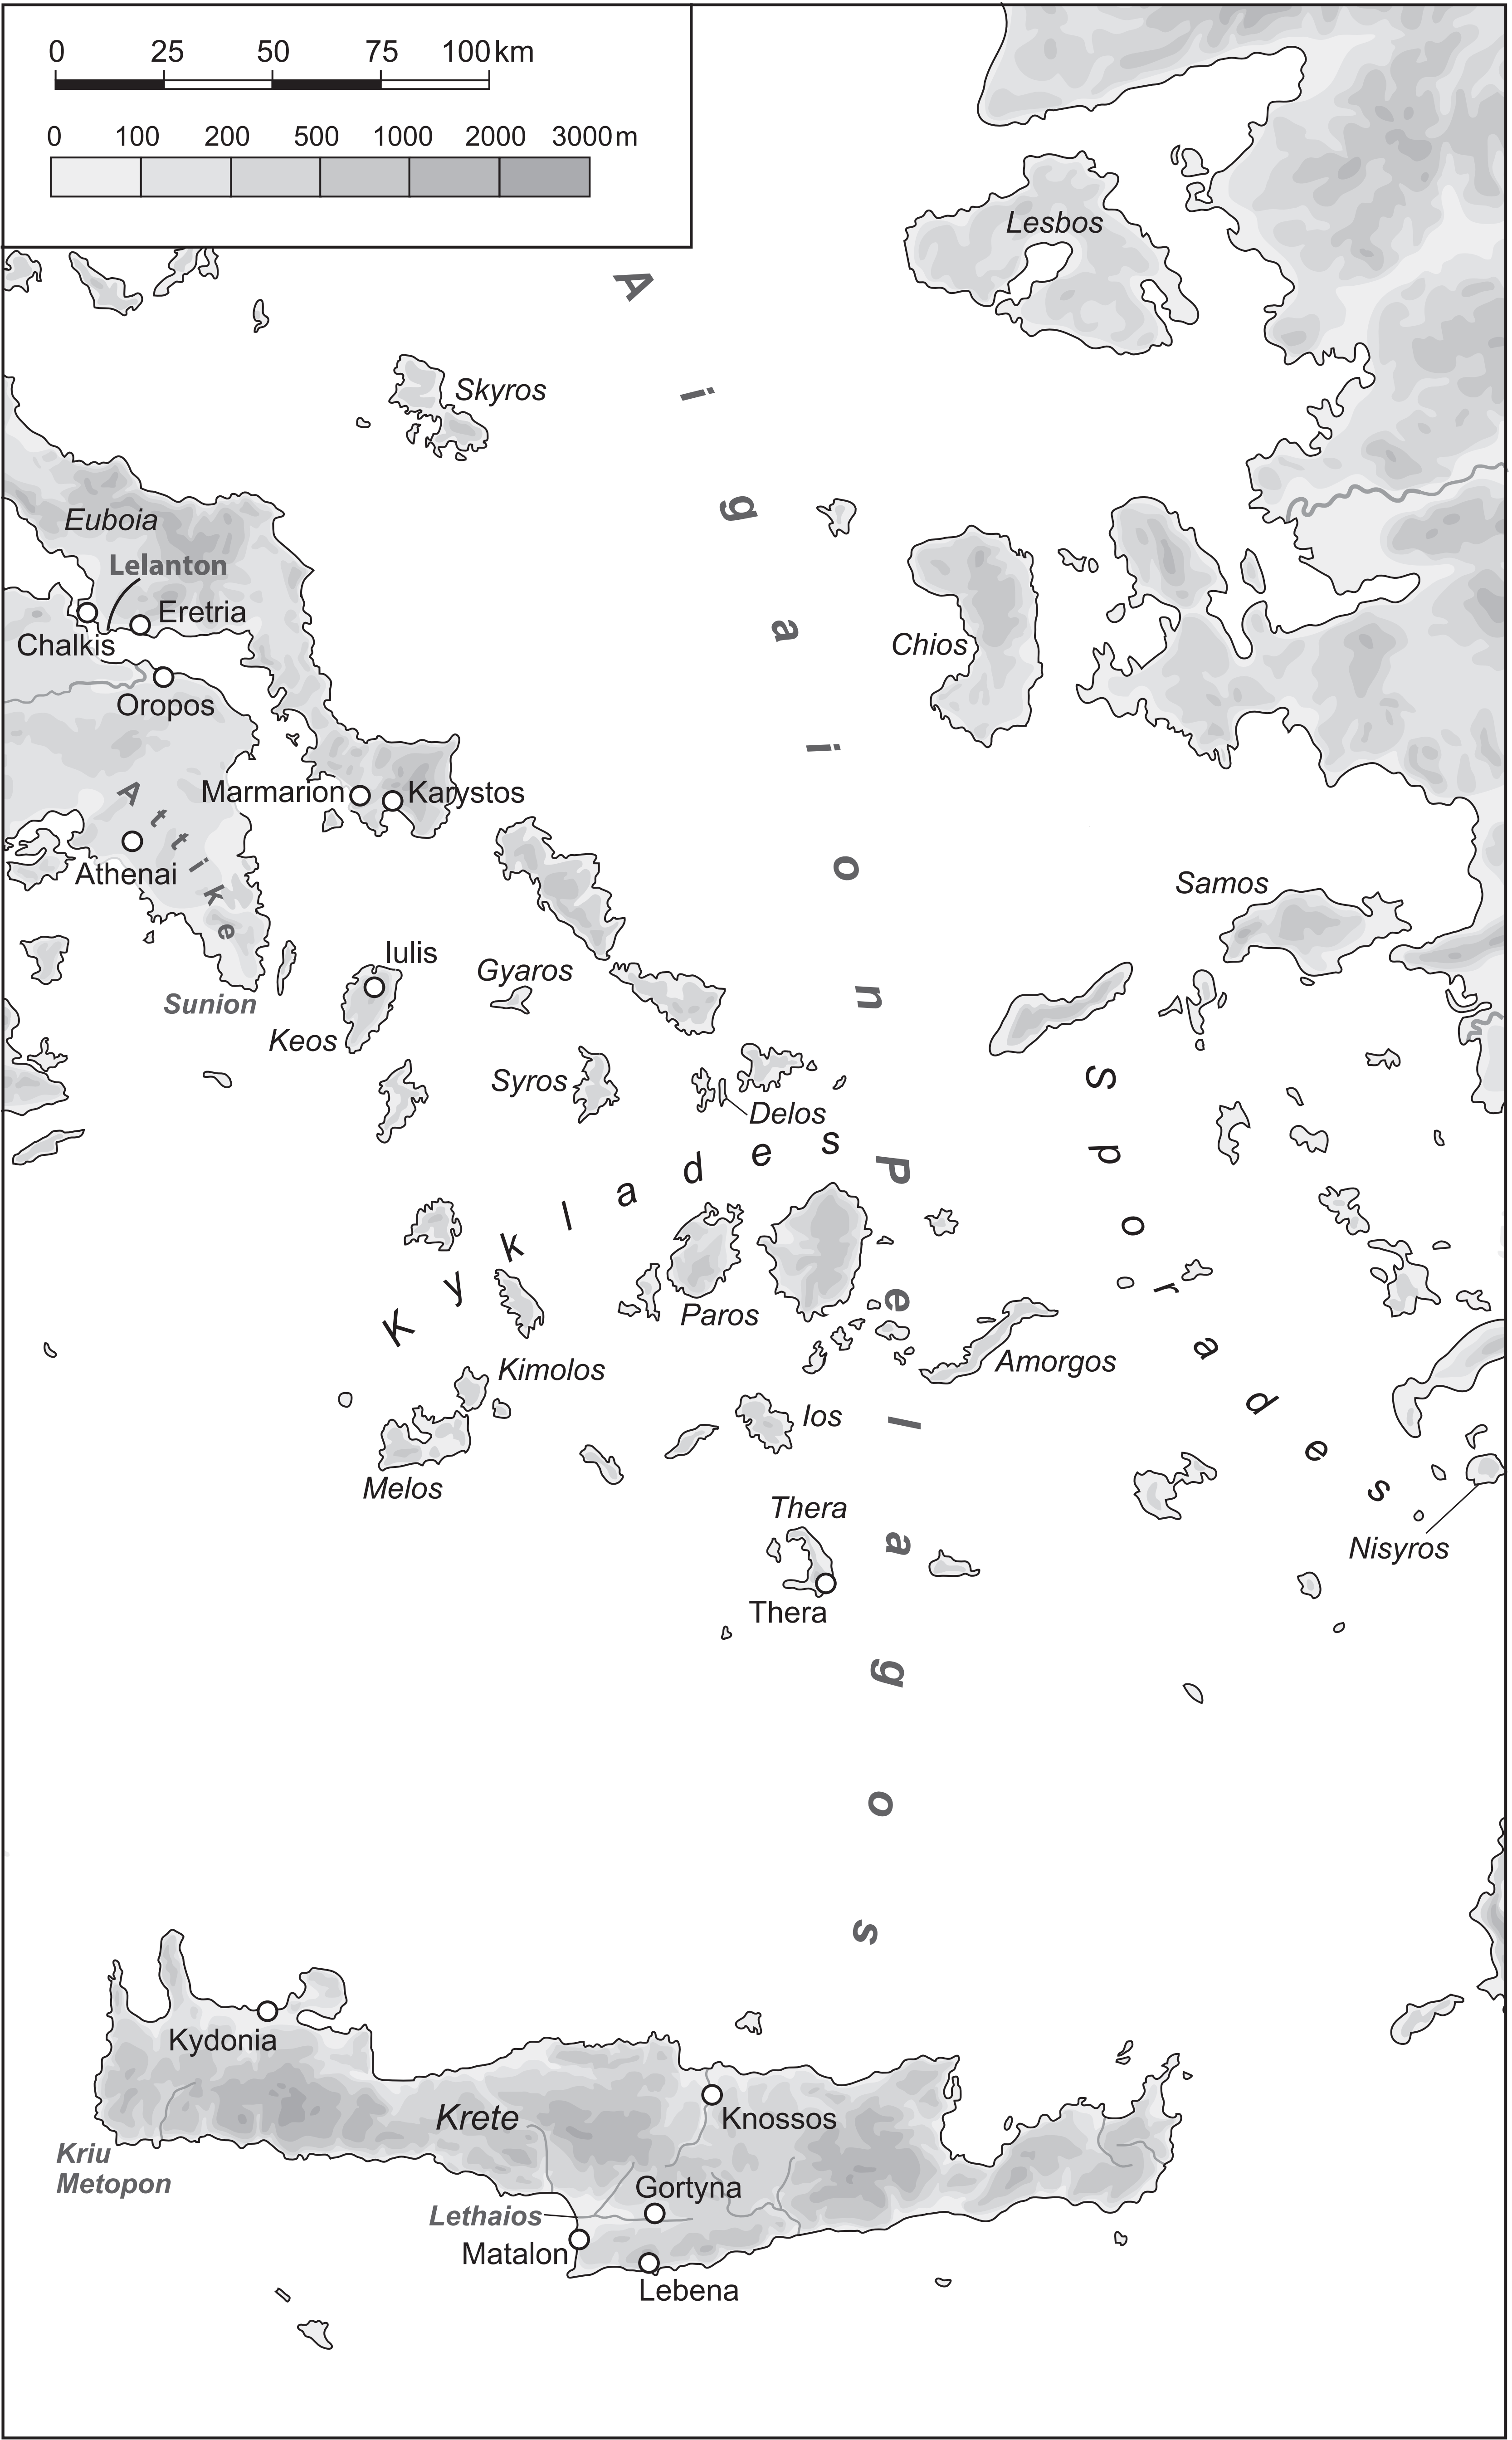 0 25 50 75 100 km
0 100 200 500 1000 2000 3000 m
Lesbos
Aigaion Pelagos
Skyros
Euboia
Lelanton
Eretria
Chalkis
Chios
Oropos
Attike
Marmarion
Karystos
Athenai
Samos
Iulis
Gyaros
Sunion
Keos
Syros
Delos
Kyklades
Sporades
Paros
Amorgos
Kimolos
Ios
Melos
Thera
Nisyros
Thera
Kydonia
Krete
Knossos
Kriu
Metopon
Gortyna
Lethaios
Matalon
Lebena